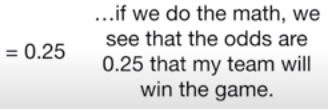 = 0.25
...if we do the math, we
see that the odds are
0.25 that my team will
win the game.